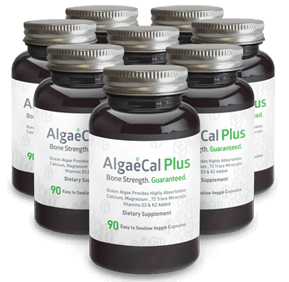 AlgaeCal Plus
Bone Strength. Guaranteed.
Ocean Algae Provides Highly Absorbable
Calcium, Magnesium, 73 Trace Minerals,
Vitamins D3 & K2 Added
Dietary Supplement
90 Easy to Swallow Veggie Capsules